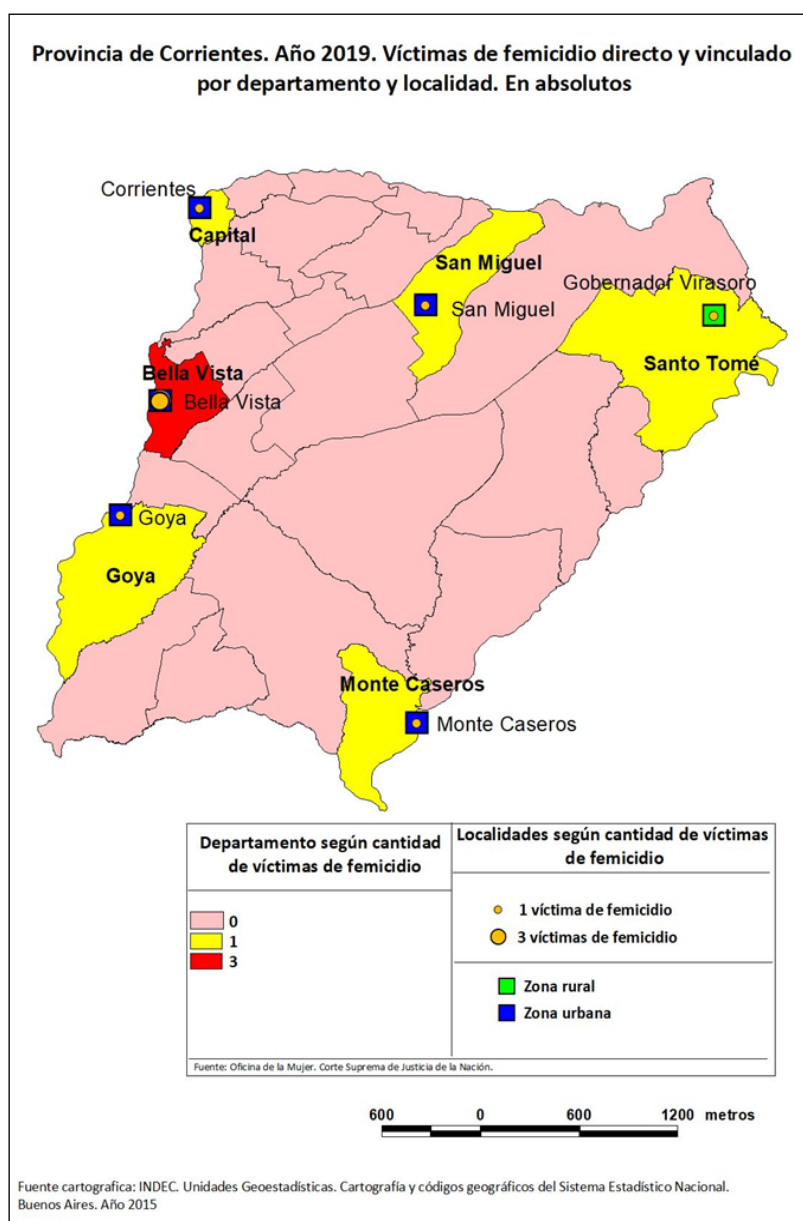 Provincia de Corrientes. Año 2019. Víctimas de femicidio directo y vinculado
por departamento y localidad. En absolutos
Corrientes
Capital
San Miguel
Gobernador Virasoro
San Miguel
Santo Tomé
Bella Vista
Bella Vista
Goya
Goya
Monte Caseros
Monte Caseros
Departamento según cantidad
de víctimas de femicidio
0
1
3
Localidades según cantidad de víctimas
de femicidio
1 víctima de femicidio
3 víctimas de femicidio
Zona rural
Zona urbana
Fuente: Oficina de la Mujer. Corte Suprema de Justicia de la Nación.
600 0 600 1200 metros
Fuente cartografica: INDEC. Unidades Geoestadísticas. Cartografía y códigos geográficos del Sistema Estadístico Nacional.
Buenos Aires. Año 2015